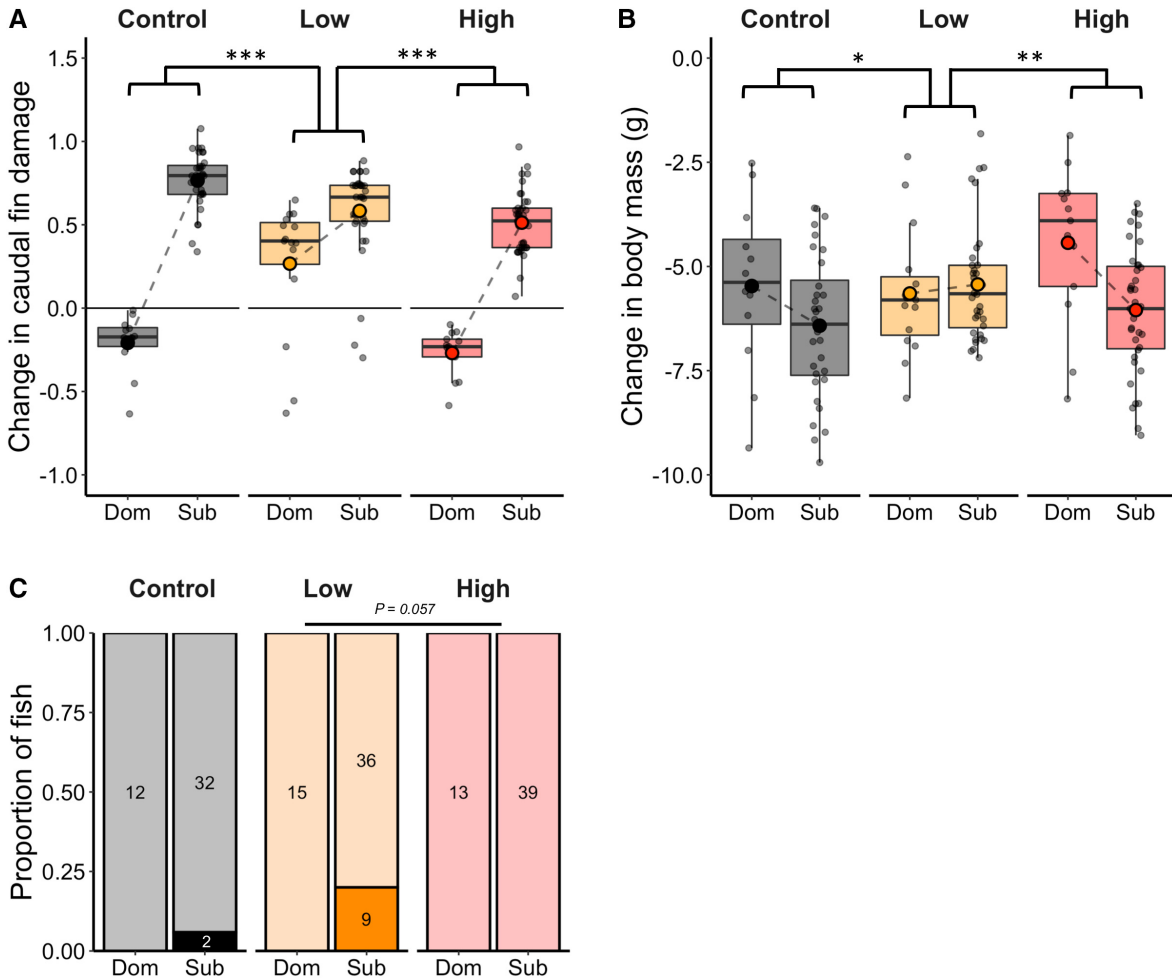 A
Control
Low
High
***
***
Change in caudal fin damage
1.5
1.0
0.5
0.0
-0.5
-1.0
Dom
Sub
Dom
Sub
Dom
Sub
B
Control
Low
High
*
**
Change in body mass (g)
0.0
-2.5
-5.0
-7.5
-10.0
Dom
Sub
Dom
Sub
Dom
Sub
C
Control
Low
High
P = 0.057
Proportion of fish
1.00
0.75
0.50
0.25
0.00
12
32
2
15
36
9
13
39
Dom
Sub
Dom
Sub
Dom
Sub